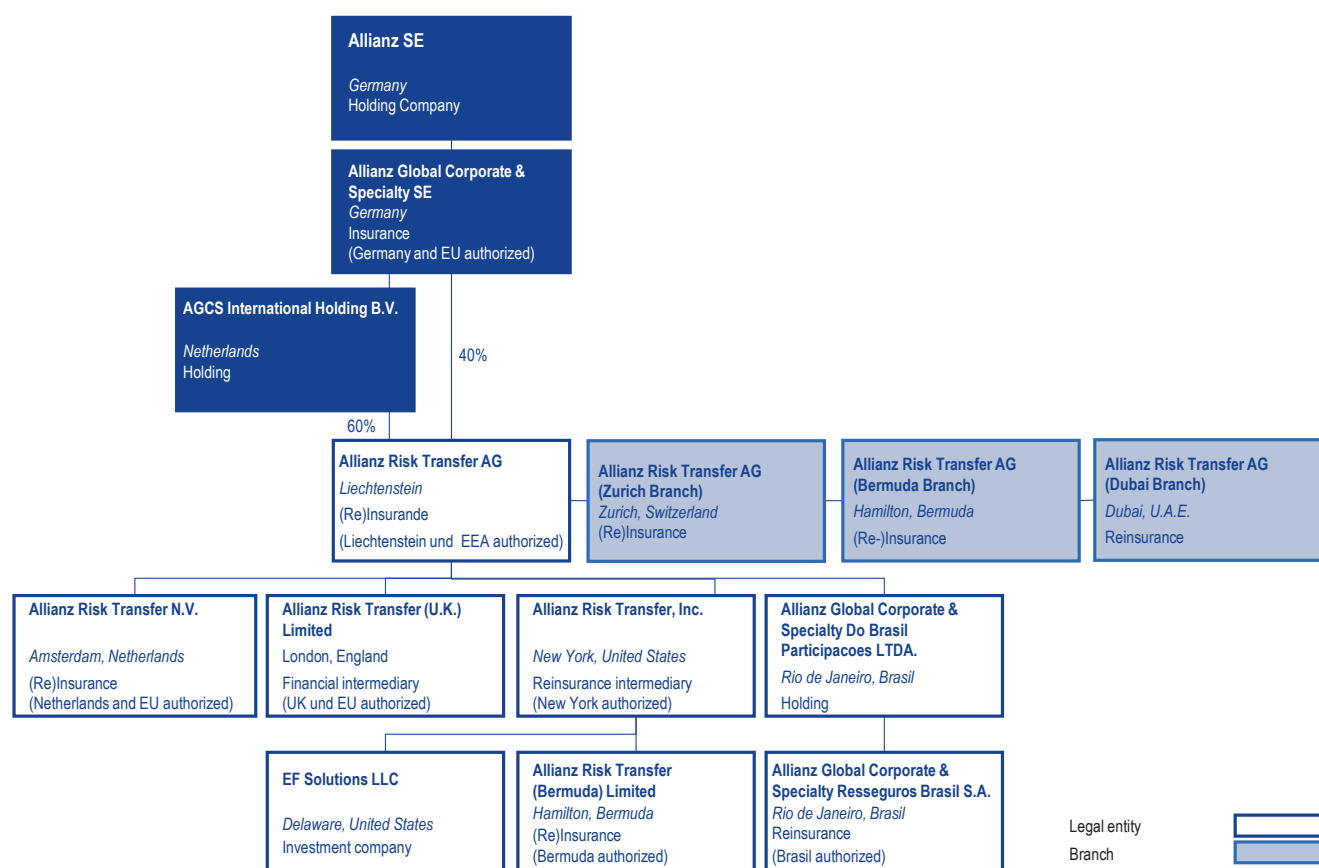 Allianz SE
Germany
Holding Company
Allianz Global Corporate &
Specialty SE
Germany
Insurance
(Germany and EU authorized)
AGCS International Holding B.V.
Netherlands
Holding
40%
60%
Allianz Risk Transfer AG
Liechtenstein
(Re)Insurande
(Liechtenstein und EEA authorized)
Allianz Risk Transfer AG
(Zurich Branch)
Zurich, Switzerland
(Re)Insurance
Allianz Risk Transfer AG
(Bermuda Branch)
Hamilton, Bermuda
(Re-)Insurance
Allianz Risk Transfer AG
(Dubai Branch)
Dubai, U.A.E.
Reinsurance
Allianz Risk Transfer N.V.
Amsterdam, Netherlands
(Re)Insurance
(Netherlands and EU authorized)
Allianz Risk Transfer (U.K.)
Limited
London, England
Financial intermediary
(UK und EU authorized)
Allianz Risk Transfer, Inc.
New York, United States
Reinsurance intermediary
(New York authorized)
Allianz Global Corporate &
Specialty Do Brasil
Participacoes LTDA.
Rio de Janeiro, Brasil
Holding
EF Solutions LLC
Delaware, United States
Investment company
Allianz Risk Transfer
(Bermuda) Limited
Hamilton, Bermuda
(Re)Insurance
(Bermuda authorized)
Allianz Global Corporate &
Specialty Resseguros Brasil S.A.
Rio de Janeiro, Brasil
Reinsurance
(Brasil authorized)
Legal entity
Branch